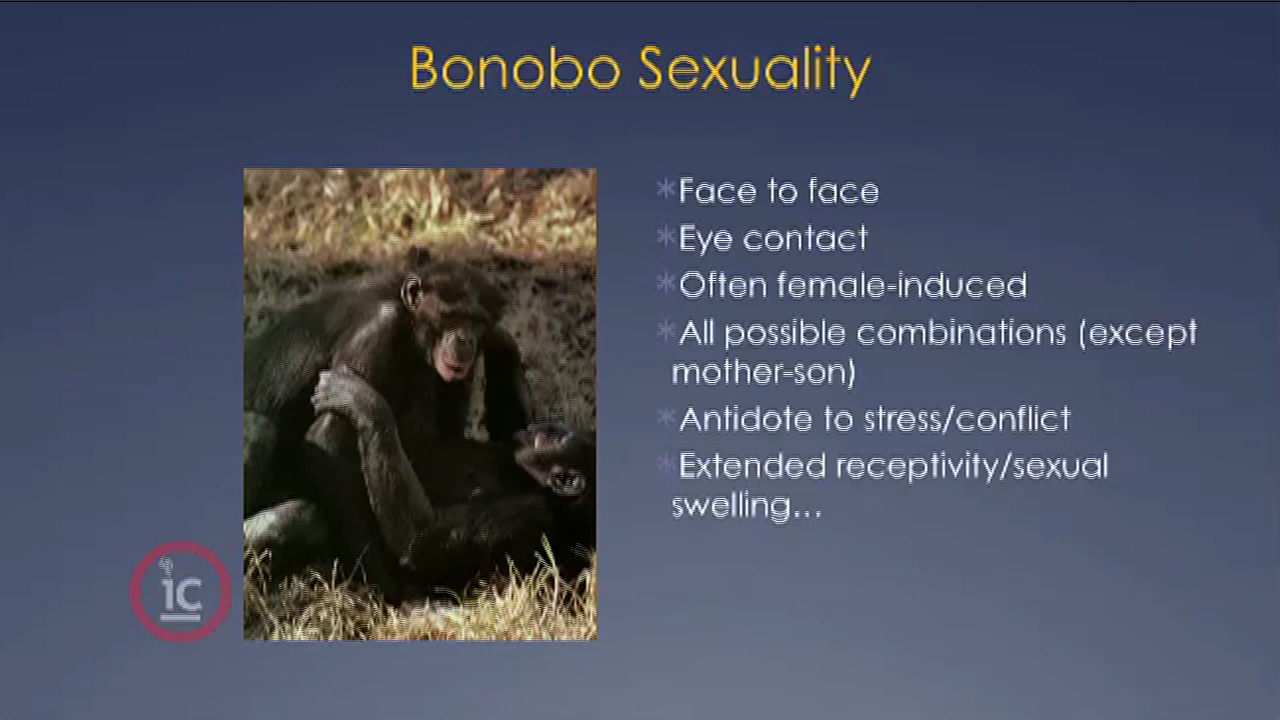 Bonobo Sexuality
*Face to face
*Eye contact
*Often female-induced
*All possible combinations (except
mother-son)
*Antidote to stress/conflict
*Extended receptivity/sexual
swelling...
ic